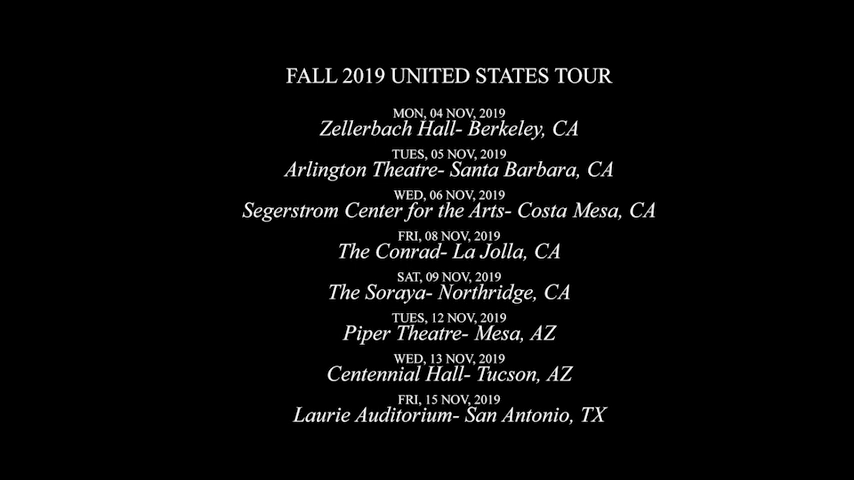 FALL 2019 UNITED STATES TOUR
MON, 04 NOV, 2019
Zellerbach Hall- Berkeley, CA
TUES, 05 NOV, 2019
Arlington Theatre- Santa Barbara, CA
WED, 06 NOV, 2019
Segerstrom Center for the Arts- Costa Mesa, CA
FRI, 08 NOV, 2019
The Conrad- La Jolla, CA
SAT, 09 NOV, 2019
The Soraya- Northridge, CA
TUES, 12 NOV, 2019
Piper Theatre- Mesa, AZ
WED, 13 NOV, 2019
Centennial Hall- Tucson, AZ
FRI, 15 NOV, 2019
Laurie Auditorium- San Antonio, TX